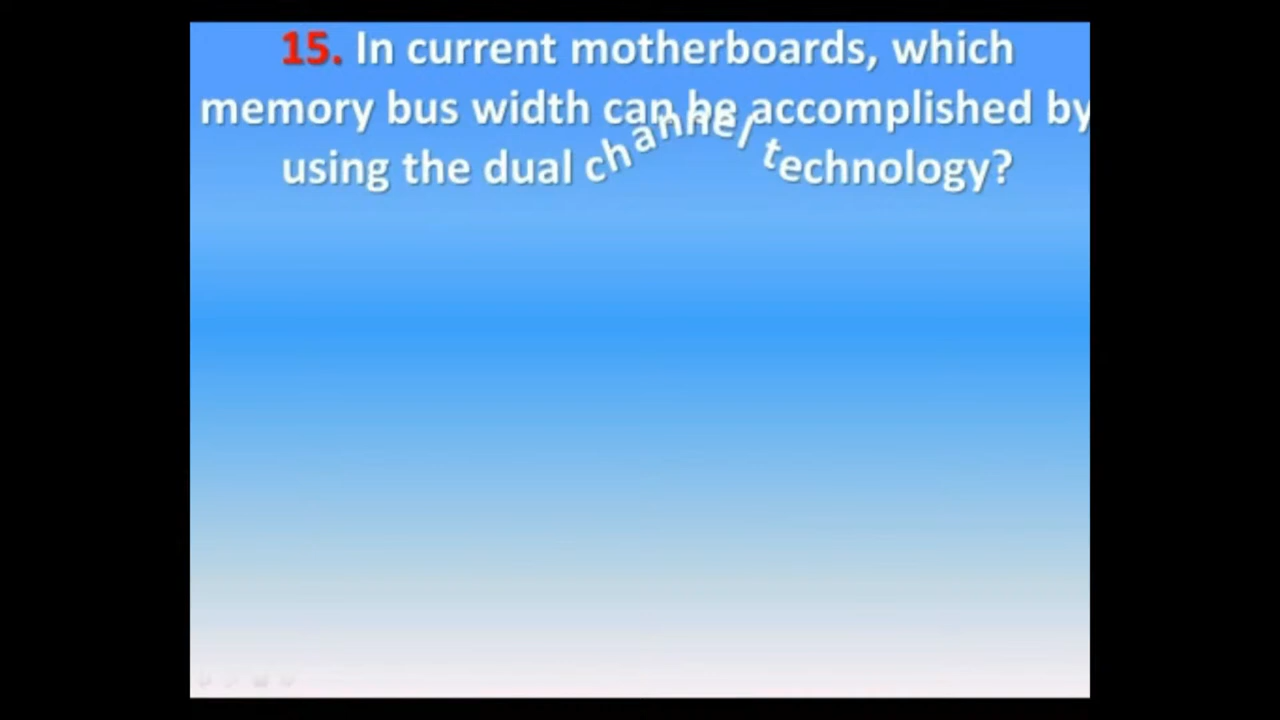 15. In current motherboards, which
memory bus width can be accomplished by
using the dual channel technology?